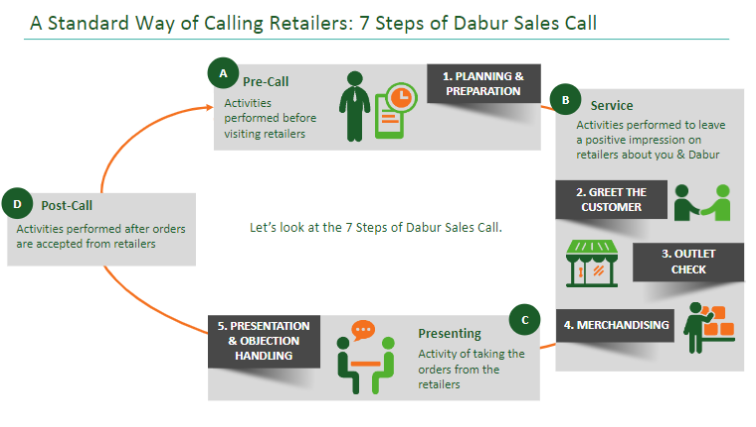 A Standard Way of Calling Retailers: 7 Steps of Dabur Sales Call
A
Pre-Call
Activities
performed before
visiting retailers
1. PLANNING &
PREPARATION
B
Service
Activities performed to leave
a positive impression on
retailers about you & Dabur
2. GREET THE
CUSTOMER
3. OUTLET
CHECK
4. MERCHANDISING
D
Post-Call
Activities performed after orders
are accepted from retailers
Let's look at the 7 Steps of Dabur Sales Call.
5. PRESENTATION
& OBJECTION
HANDLING
C
Presenting
Activity of taking the
orders from the
retailers